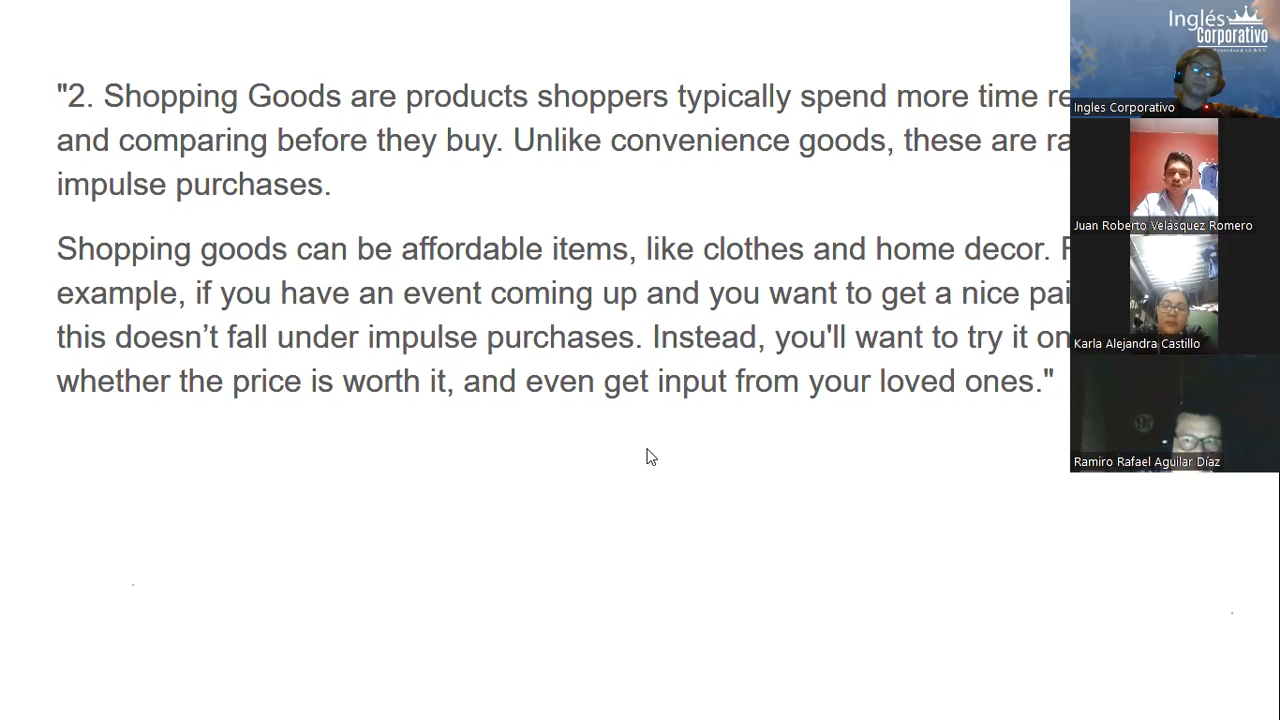 "2. Shopping Goods are products shoppers typically spend more time
and comparing before they buy. Unlike convenience goods, these are
impulse purchases.
Shopping goods can be affordable items, like clothes and home decor.
example, if you have an event coming up and you want to get a nice
this doesn’t fall under impulse purchases. Instead, you'll want to try it on
whether the price is worth it, and even get input from your loved ones."
Inglés
Corporativo
Ingles Corporativo
Juan Roberto Velásquez Romero
Karla Alejandra Castillo
Ramiro Rafael Aguilar Díaz